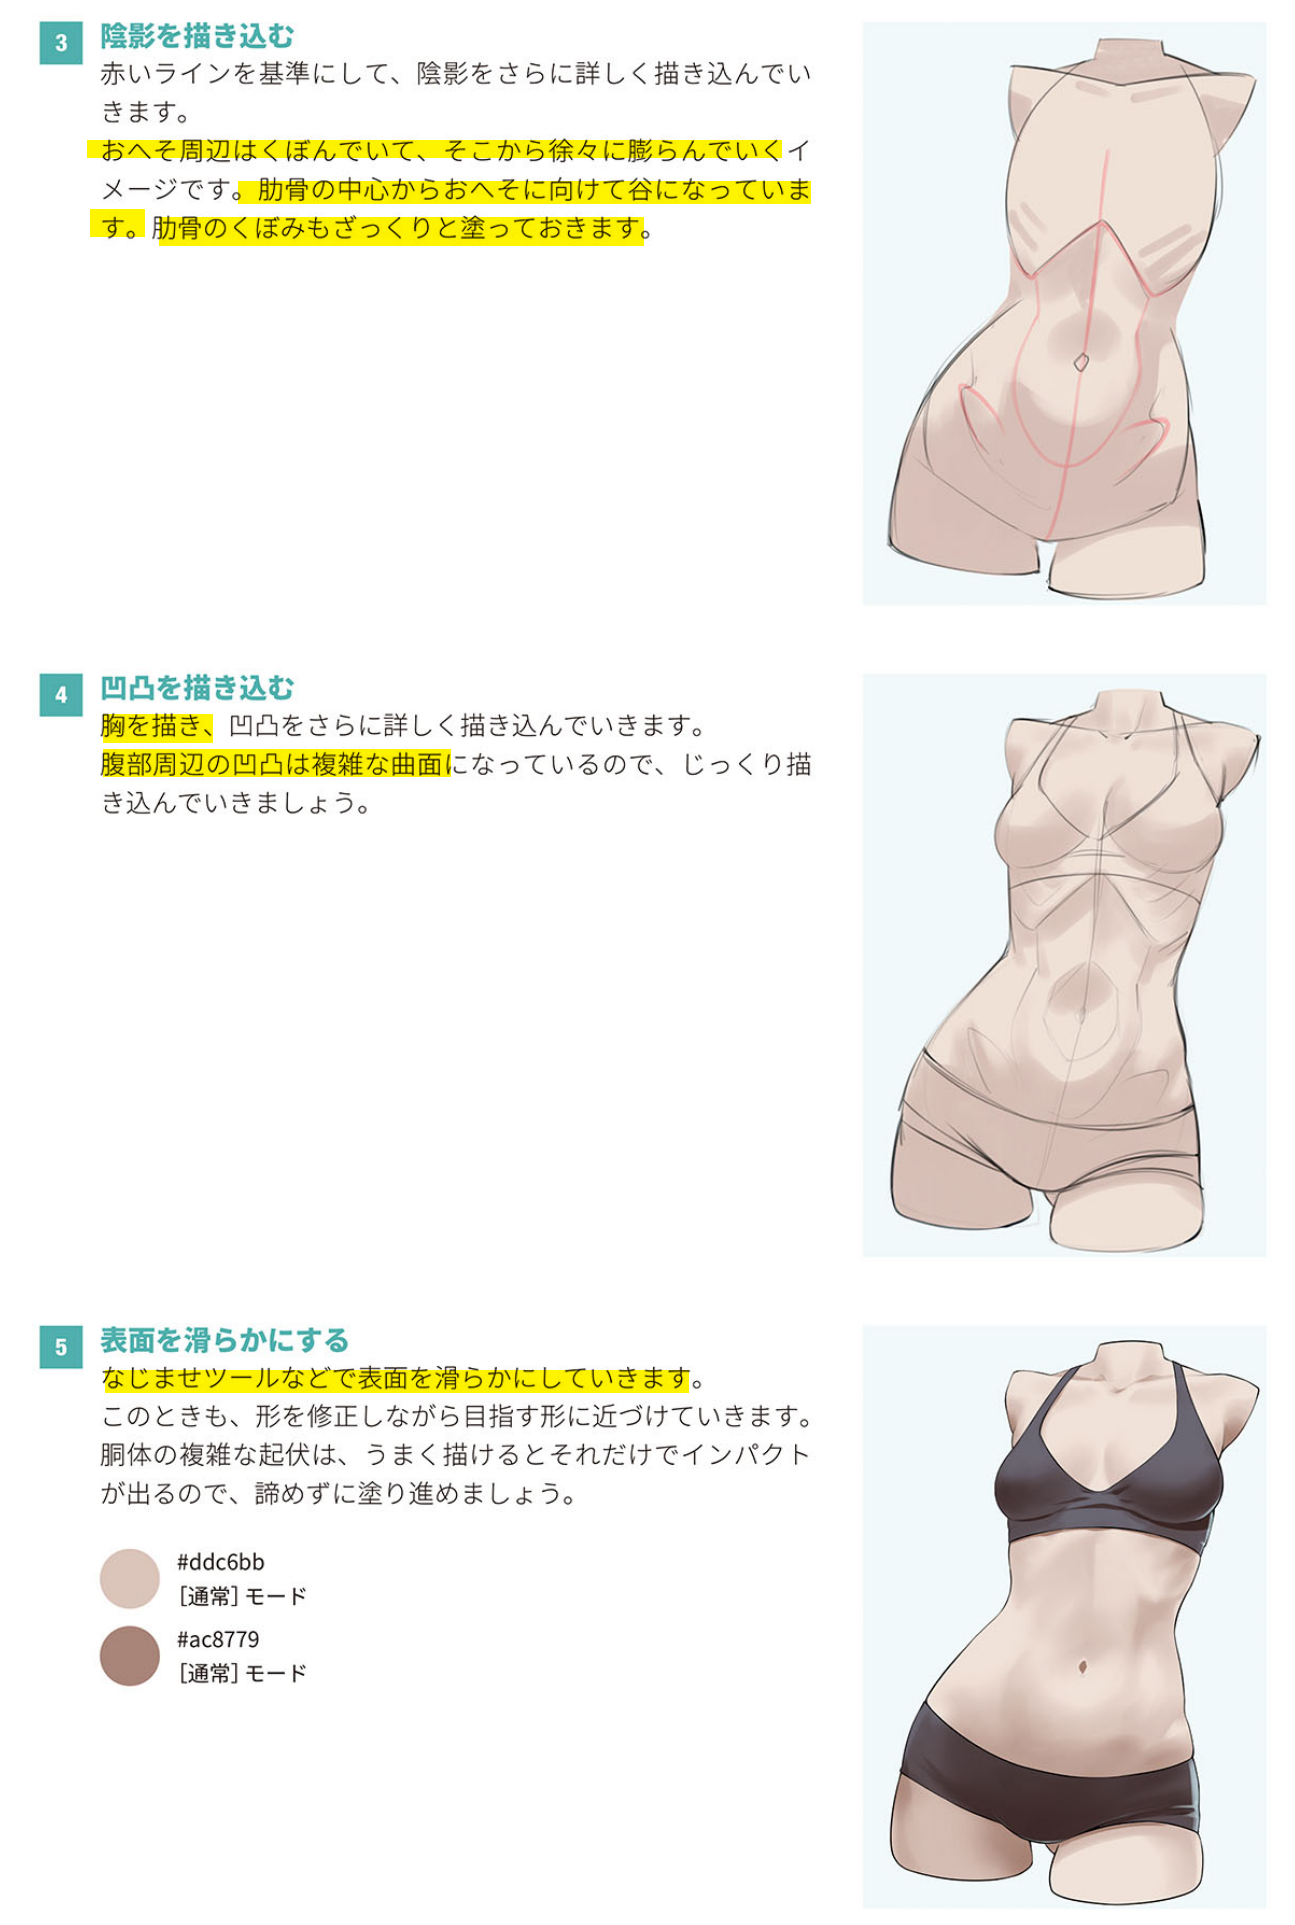 3
陰影を描き込む
赤いラインを基準にして、陰影をさらに詳しく描き込んでい
きます。
おへそ周辺はくぼんでいて、そこから徐々に膨らんでいくイ
メージです。肋骨の中心からおへそに向けて谷になっていま
す。肋骨のくぼみもざっくりと塗っておきます。
4
凹凸を描き込む
胸を描き、凹凸をさらに詳しく描き込んでいきます。
腹部周辺の凹凸は複雑な曲面になっているので、じっくり描
き込んでいきましょう。
5
表面を滑らかにする
なじませツールなどで表面を滑らかにしていきます。
このときも、形を修正しながら目指す形に近づけていきます。
胴体の複雑な起伏は、うまく描けるとそれだけでインパクト
が出るので、諦めずに塗り進めましょう。
#ddc6bb
[通常] モード
#ac8779
[通常] モード